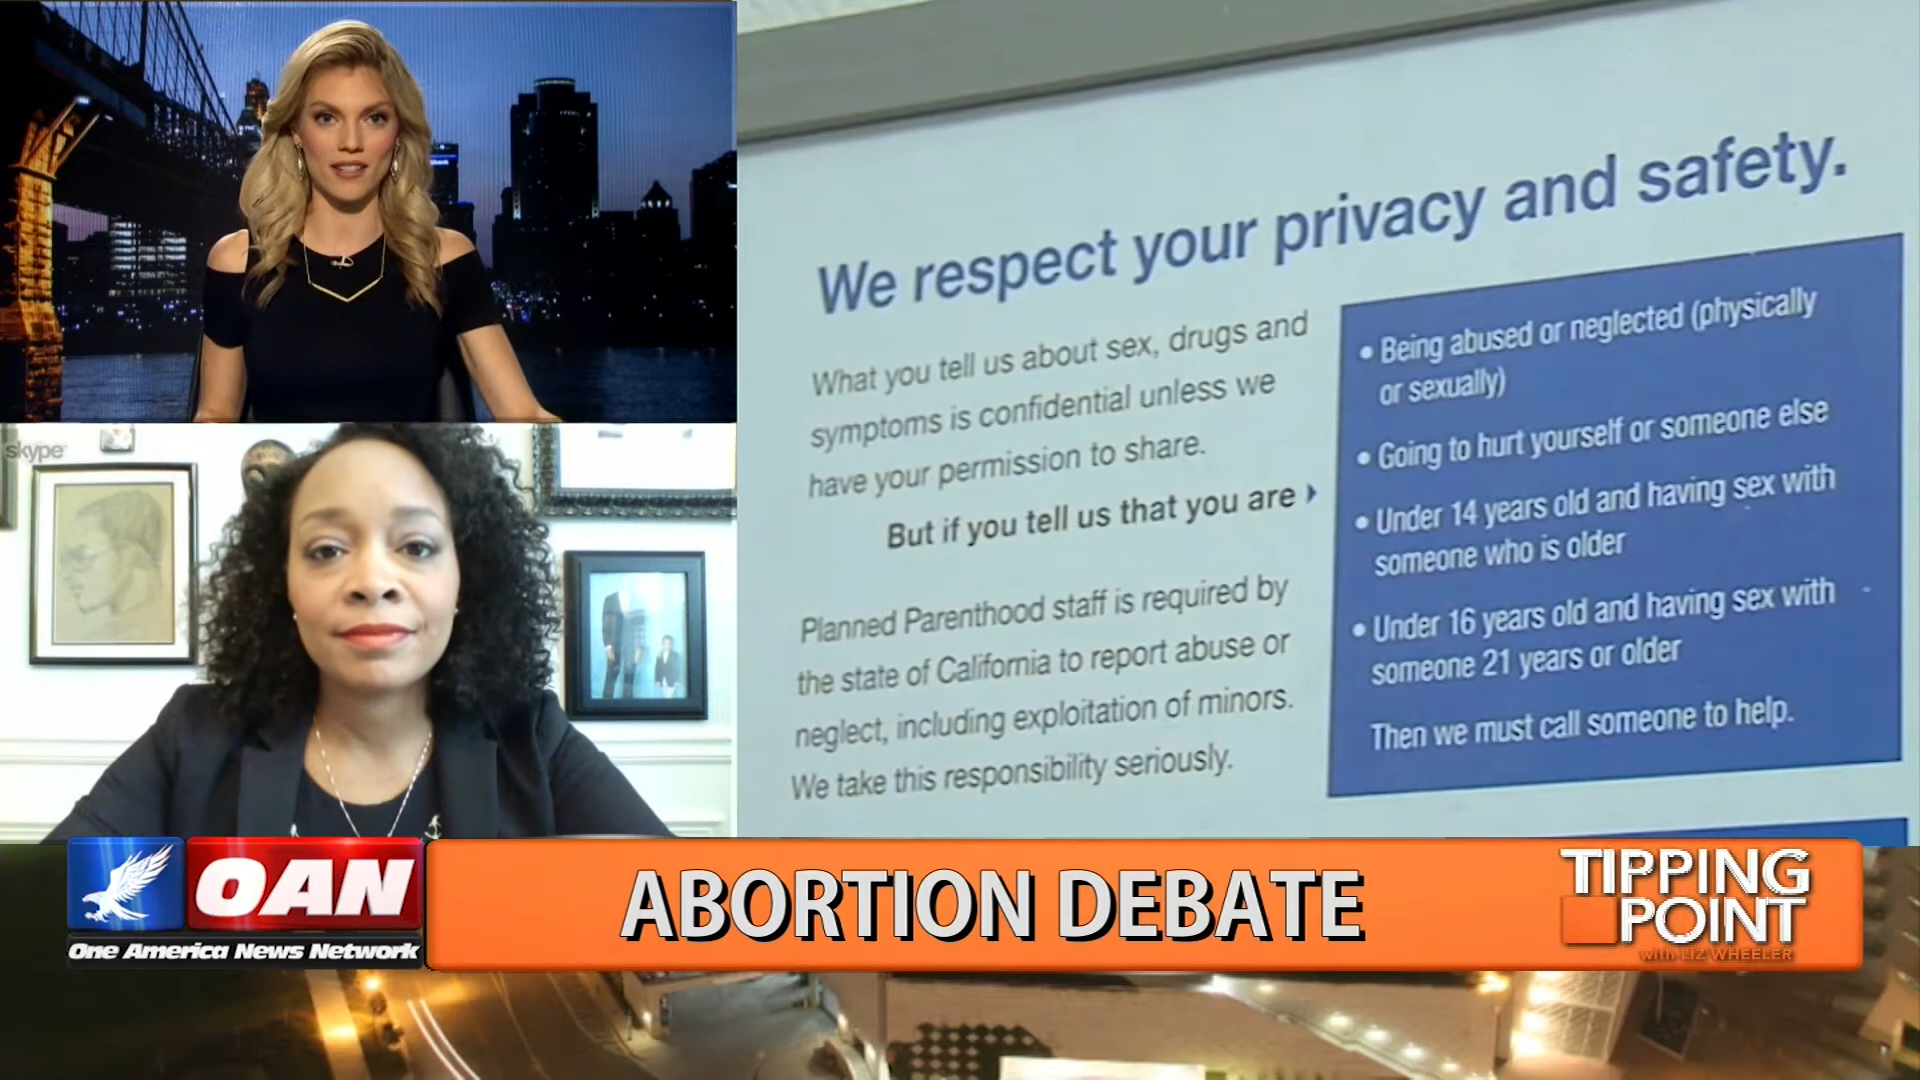 We respect your privacy and safety.
What you tell us about sex, drugs and
symptoms is confidential unless we
have your permission to share.
But if you tell us that you are
• Being abused or neglected (physically
or sexually)
• Going to hurt yourself or someone else
• Under 14 years old and having sex with
someone who is older
• Under 16 years old and having sex with
someone 21 years or older
Then we must call someone to help.
Planned Parenthood staff is required by
the state of California to report abuse or
neglect, including exploitation of minors.
We take this responsibility seriously.
skype
OAN
One America News Network
ABORTION DEBATE
TIPPING
POINT
with LIZ WHEELER